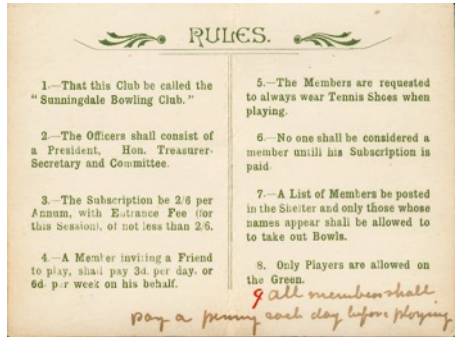 RULES.
1.—That this Club be called the
"Sunningdale Bowling Club."
2.—The Officers shall consist of
a President, Hon. Treasurer-
Secretary and Committee.
3.—The Subscription be 2/6 per
Annum, with Entrance Fee (for
this Session), of not less than 2/6.
4.—A Member inviting a Friend
to play, shall pay 3d. per day. or
6d. per week on his behalf.
5.—The Members are requested
to always wear Tennis Shoes when
playing.
6.—No one shall be considered a
member untill his Subscription is
paid
7.—A List of Members be posted
in the Shelter and only those whose
names appear shall be allowed to
to take out Bowls.
8. Only Players are allowed on
the Green.
9 All members shall
pay a penny each day before playing